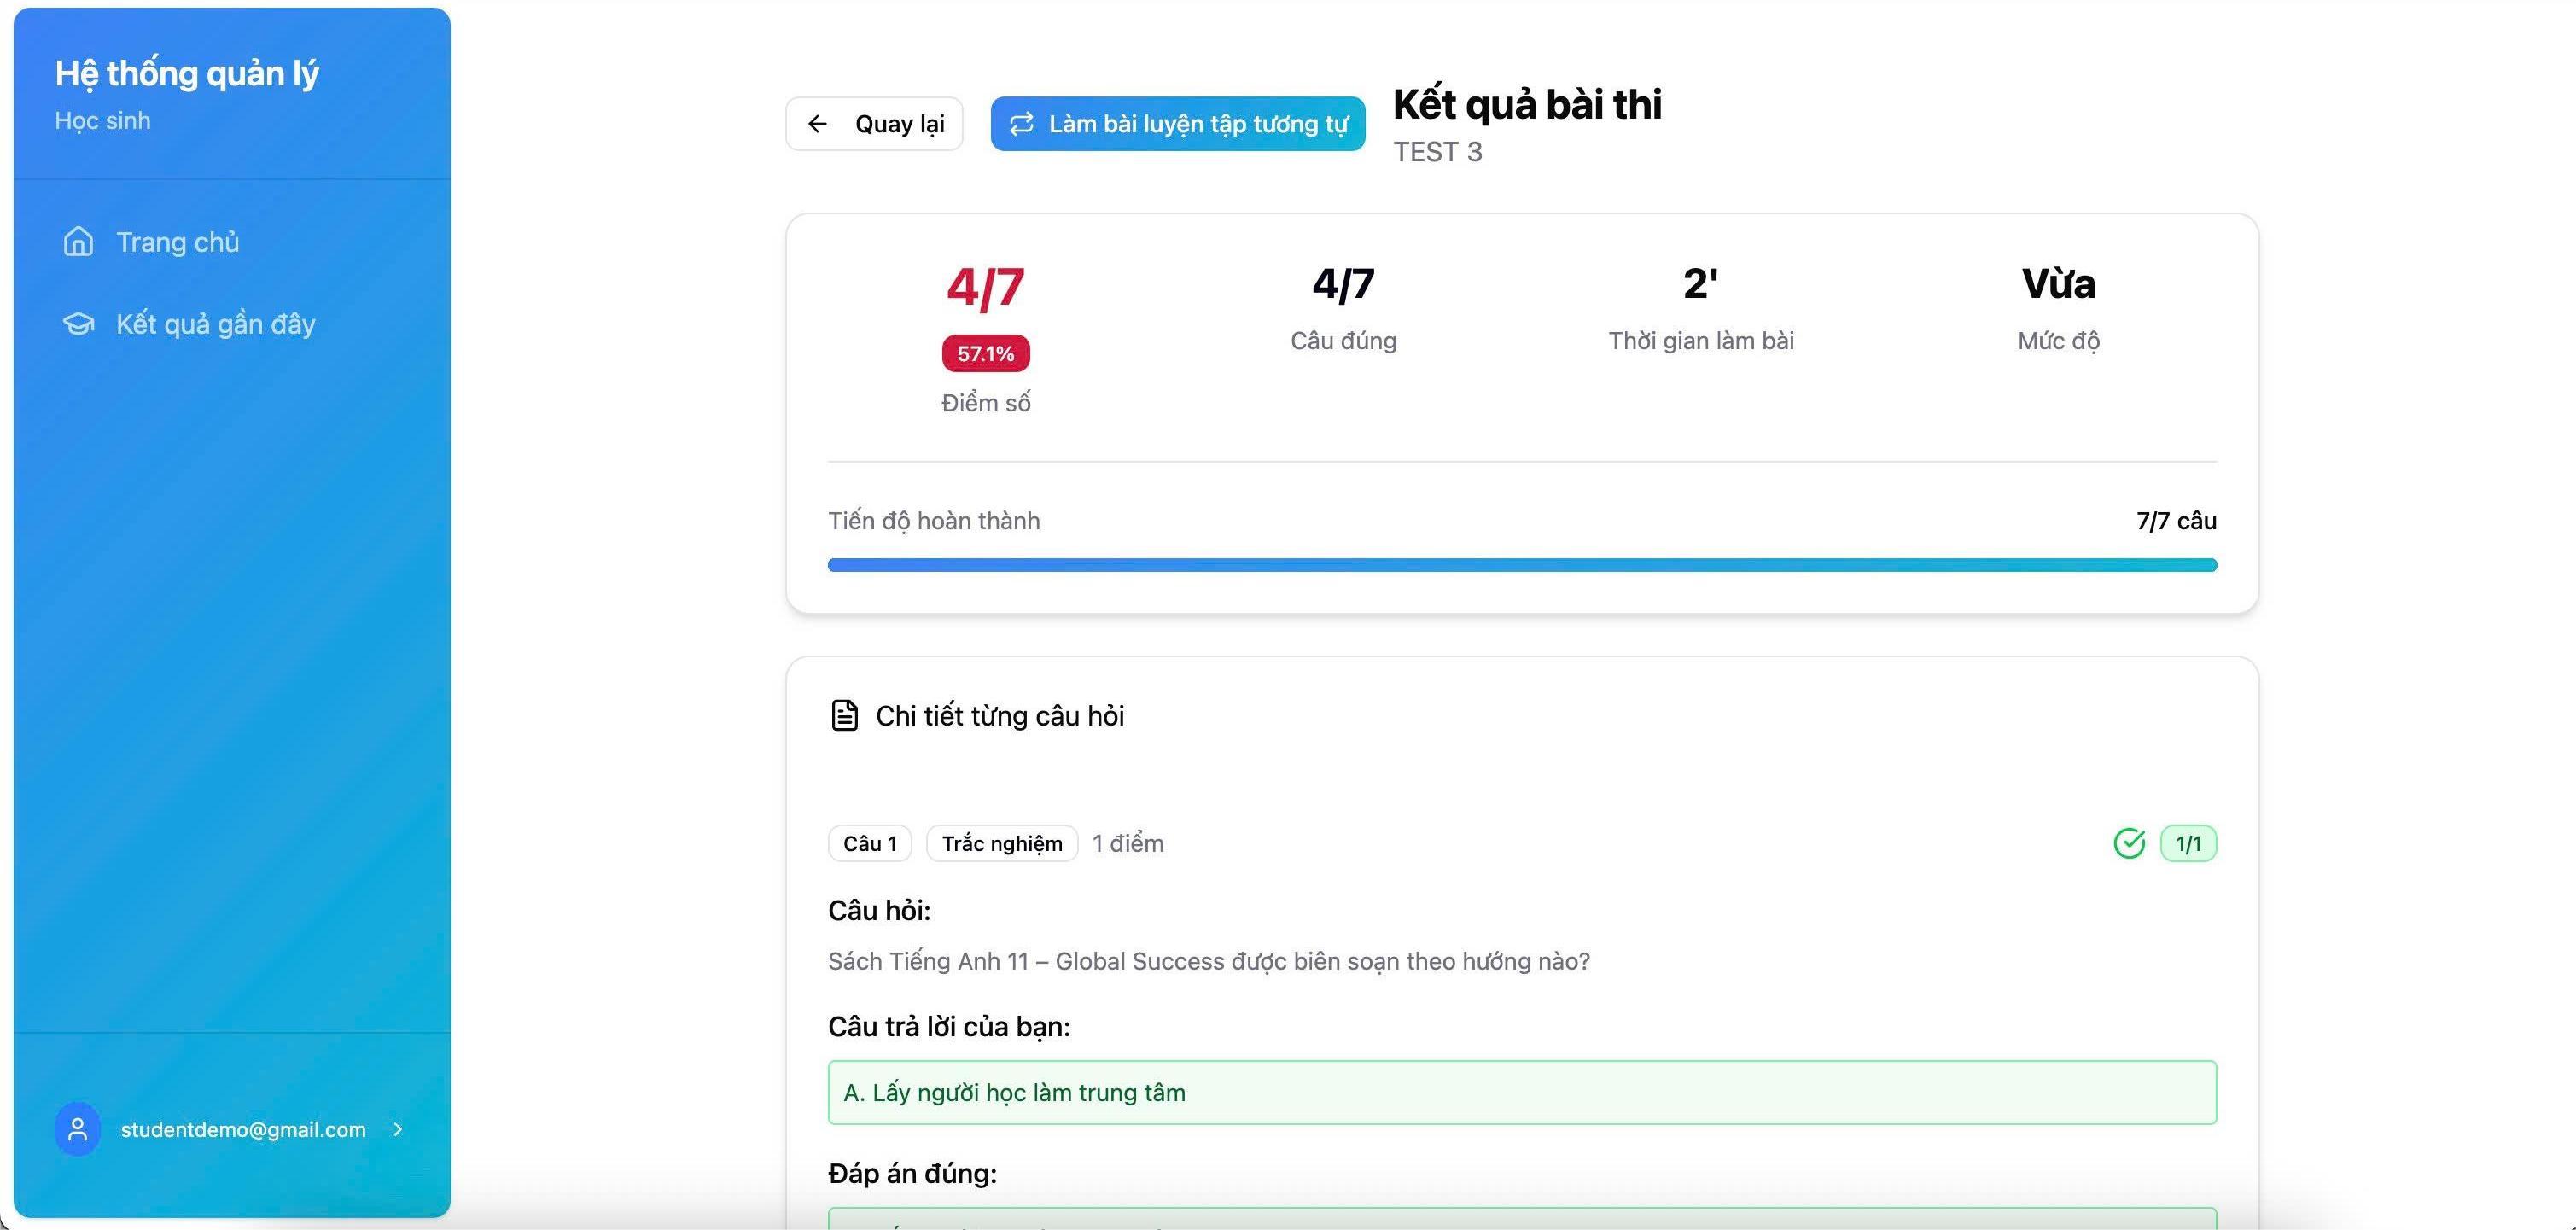 Hệ thống quản lý
Học sinh
Trang chủ
Kết quả gần đây
studentdemo@gmail.com
Quay lại
Làm bài luyện tập tương tự
Kết quả bài thi
TEST 3
4/7
57.1%
Điểm số
4/7
Câu đúng
2'
Thời gian làm bài
Vừa
Mức độ
Tiến độ hoàn thành
7/7 câu
Chi tiết từng câu hỏi
Câu 1 Trắc nghiệm 1 điểm
1/1
Câu hỏi:
Sách Tiếng Anh 11 – Global Success được biên soạn theo hướng nào?
Câu trả lời của bạn:
A. Lấy người học làm trung tâm
Đáp án đúng: